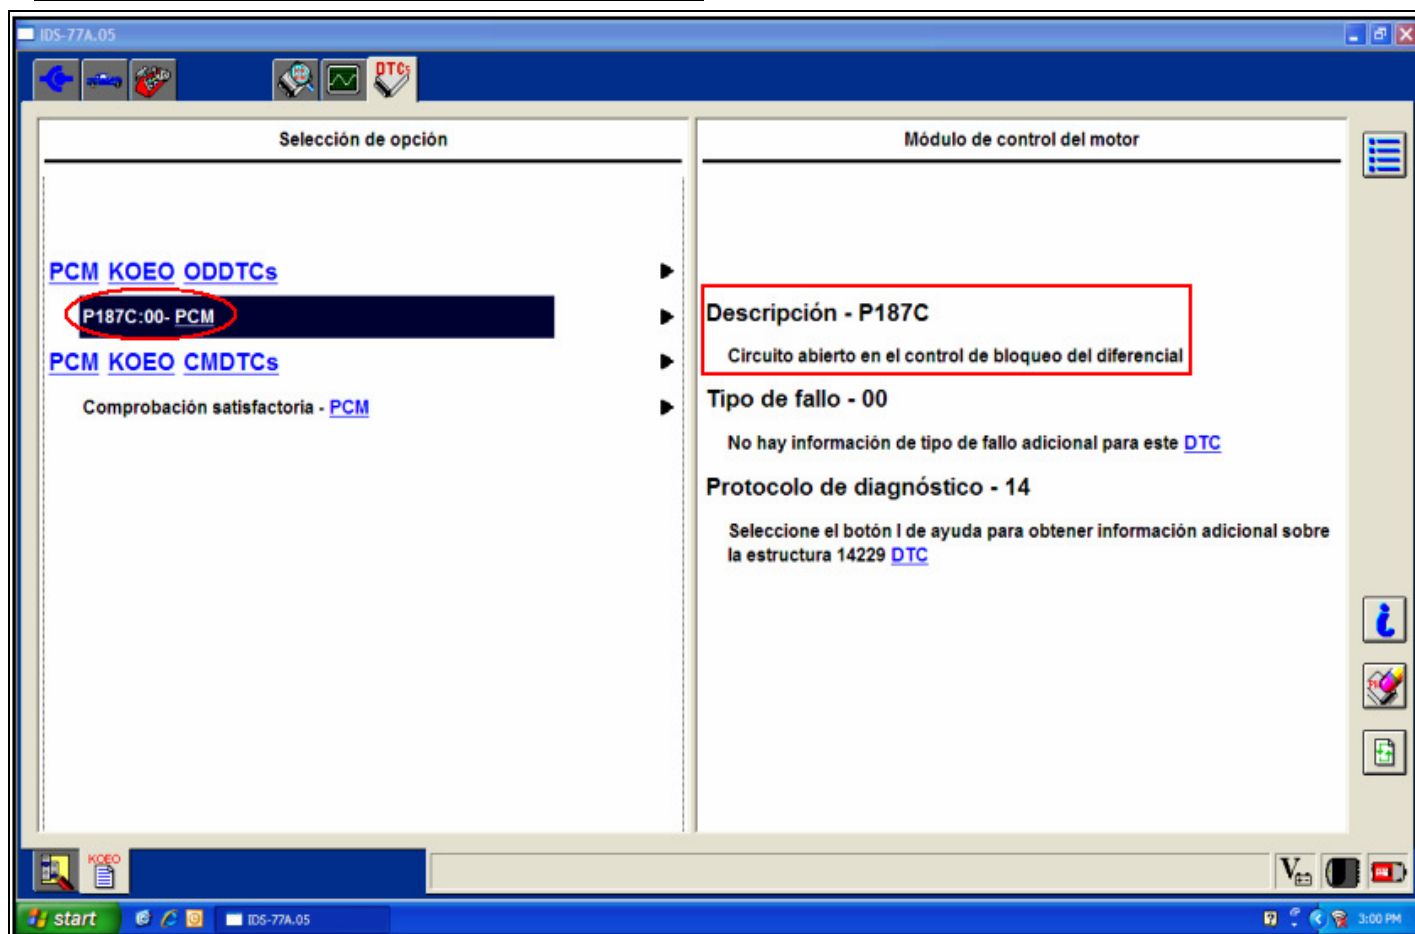 IDS-77A.05
DTCs
Selección de opción
PCM KOEO ODDTCs
P187C:00- PCM
PCM KOEO CMDTCs
Comprobación satisfactoria - PCM
Módulo de control del motor
Descripción - P187C
Circuito abierto en el control de bloqueo del diferencial
Tipo de fallo - 00
No hay información de tipo de fallo adicional para este DTC
Protocolo de diagnóstico - 14
Seleccione el botón I de ayuda para obtener información adicional sobre
la estructura 14229 DTC
KOEO
V
start
IDS-77A.05
3:00 PM